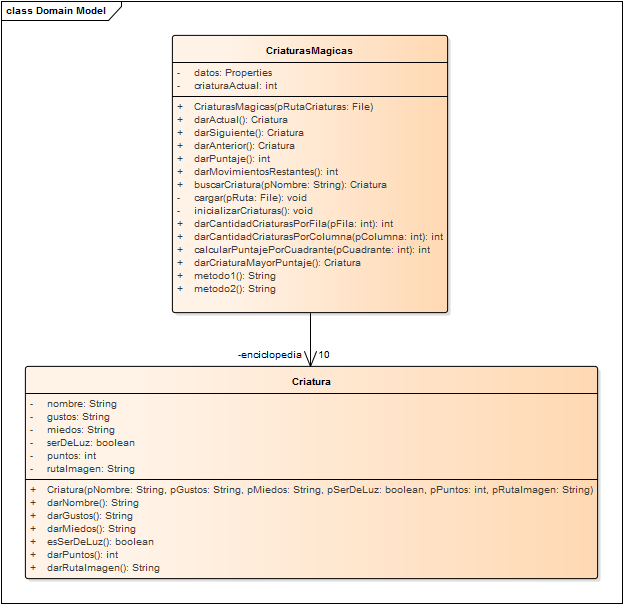 class Domain Model
CriaturasMagicas
- datos: Properties
- criaturaActual: int
+ CriaturasMagicas(pRutaCriaturas: File)
+ darActual(): Criatura
+ darSiguiente(): Criatura
+ darAnterior(): Criatura
+ darPuntaje(): int
+ darMovimientosRestantes(): int
+ buscarCriatura(pNombre: String): Criatura
- cargar(pRuta: File): void
- inicializarCriaturas(): void
+ darCantidadCriaturasPorFila(pFila: int): int
+ darCantidadCriaturasPorColumna(pColumna: int): int
+ calcularPuntajePorCuadrante(pCuadrante: int): int
+ darCriaturaMayorPuntaje(): Criatura
+ metodo1(): String
+ metodo2(): String
-enciclopedia 10
Criatura
- nombre: String
- gustos: String
- miedos: String
- serDeLuz: boolean
- puntos: int
- rutaImagen: String
+ Criatura(pNombre: String, pGustos: String, pMiedos: String, pSerDeLuz: boolean, pPuntos: int, pRutaImagen: String)
+ darNombre(): String
+ darGustos(): String
+ darMiedos(): String
+ esSerDeLuz(): boolean
+ darPuntos(): int
+ darRutaImagen(): String